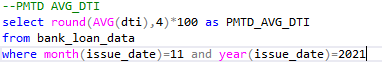 --PMTD AVG_DTI
select round(AVG(dti),4)*100 as PMTD_AVG_DTI
from bank_loan_data
where month(issue_date)=11 and year(issue_date)=2021